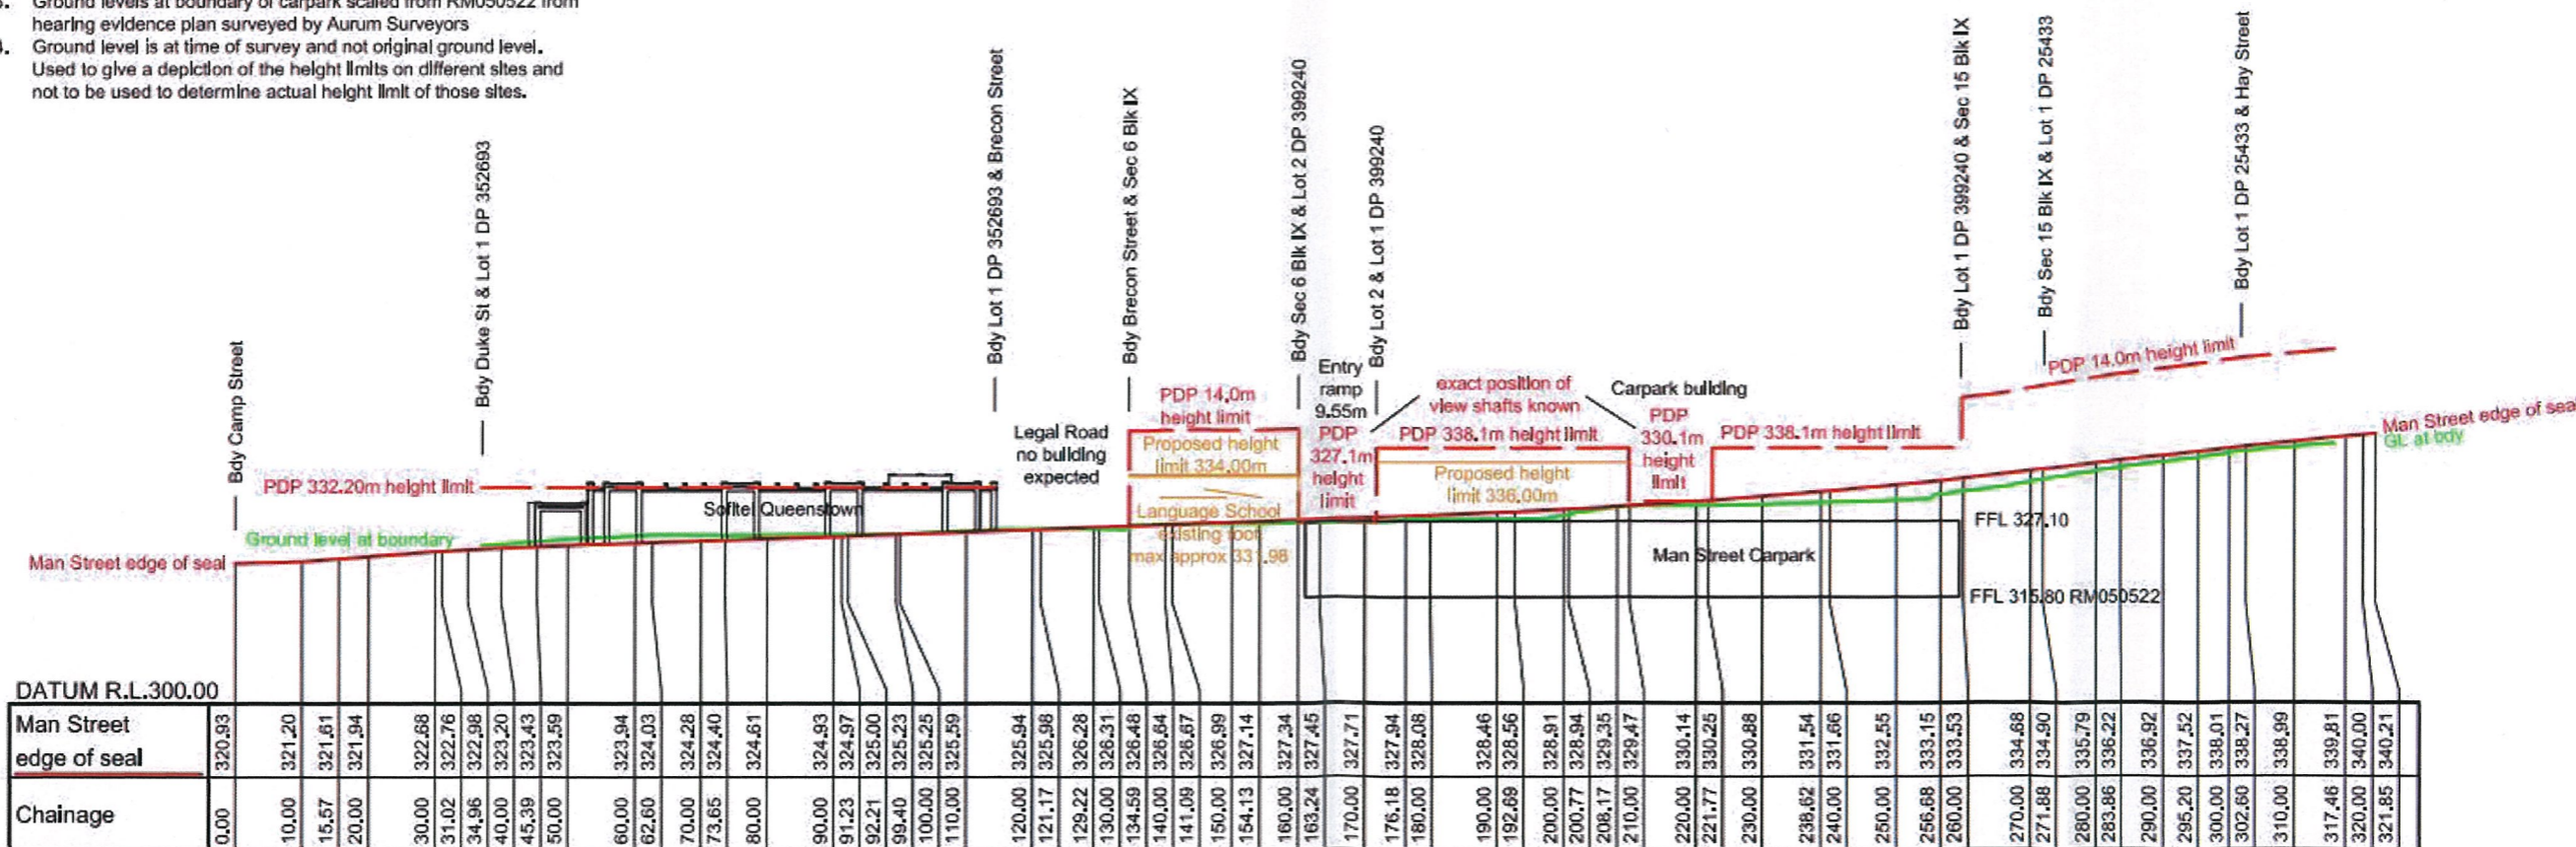 Ground levels at boundary of carpark scaled from RM050522 from
hearing evidence plan surveyed by Aurum Surveyors
Ground level is at time of survey and not original ground level.
Used to give a depiction of the height limits on different sites and
not to be used to determine actual height limit of those sites.
Bdy Camp Street
Bdy Duke St & Lot 1 DP 352693
Bdy Lot 1 DP 352693 & Brecon Street
Bdy Brecon Street & Sec 6 Blk IX
Bdy Sec 6 Blk IX & Lot 2 DP 399240
Bdy Lot 2 & Lot 1 DP 399240
Bdy Lot 1 DP 399240 & Sec 15 Blk IX
Bdy Sec 15 Blk IX & Lot 1 DP 25433
Bdy Lot 1 DP 25433 & Hay Street
PDP 332.20m height limit
Sofitel Queenstown
Ground level at boundary
Man Street edge of seal
Legal Road
no building
expected
PDP 14.0m
height limit
Proposed height
limit 334.00m
Language School
existing roof
max approx 331.98
Entry
ramp
9.55m
PDP
327.1m
height
limit
exact position of
view shafts known
PDP 338.1m height limit
Proposed height
limit 336.00m
Carpark building
PDP
330.1m
height
limit
PDP 338.1m height limit
PDP 14.0m height limit
Man Street edge of seal
GL at bdy
FFL 327.10
Man Street Carpark
FFL 315.80 RM050522
DATUM R.L.300.00
Man Street
edge of seal
320.93 321.20 321.61 321.94 322.68 322.76 322.98 323.20 323.43 323.59 323.94 324.03 324.28 324.40 324.61 324.93 324.97 325.00 325.23 325.25 325.59 325.94 325.98 326.28 326.31 326.48 326.64 326.67 326.99 327.14 327.34 327.45 327.71 327.94 328.08 328.46 328.56 328.91 328.94 329.35 329.47 330.14 330.25 330.88 331.54 331.66 332.55 333.15 333.53 334.68 334.90 335.79 336.22 336.92 337.52 338.01 338.27 338.99 339.81 340.00 340.21
Chainage
0.00 10.00 15.57 20.00 30.00 31.02 34.96 40.00 45.39 50.00 60.00 62.60 70.00 73.65 80.00 90.00 91.23 92.21 99.40 100.00 110.00 120.00 121.17 129.22 130.00 134.59 140.00 141.09 150.00 154.13 160.00 163.24 170.00 176.18 180.00 190.00 192.69 200.00 200.77 208.17 210.00 220.00 221.77 230.00 238.62 240.00 250.00 256.68 260.00 270.00 271.88 280.00 283.86 290.00 295.20 300.00 302.60 310.00 317.46 320.00 321.85